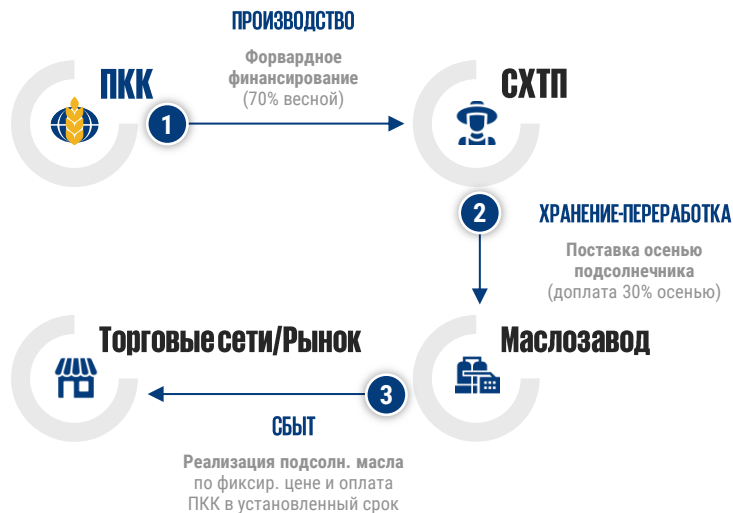 ПРОИЗВОДСТВО
Форвардное
финансирование
(70% весной)
ПКК
1
СХТП
2
ХРАНЕНИЕ-ПЕРЕРАБОТКА
Поставка осенью
подсолнечника
(доплата 30% осенью)
Маслозавод
Торговые сети/Рынок
3
СБЫТ
Реализация подсолн. масла
по фиксир. цене и оплата
ПКК в установленный срок